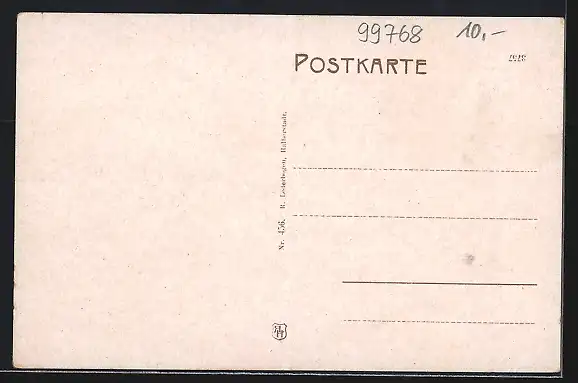 99768 10,-
POSTKARTE
Nr. 456. R. Lederbogen, Halberstadt.